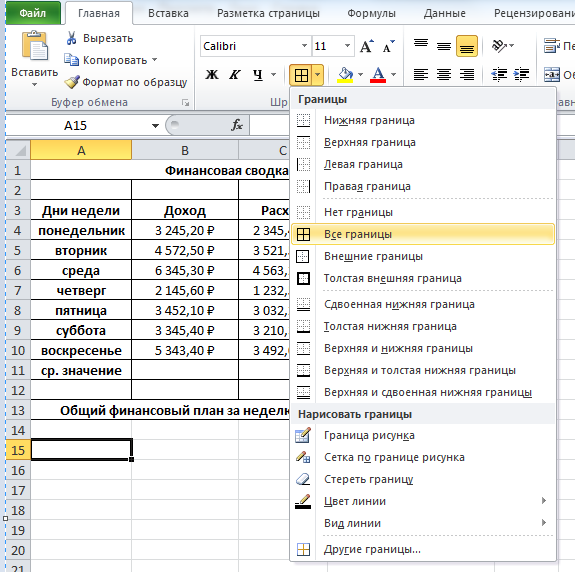 Файл Главная Вставка Разметка страницы Формулы Данные Рецензировани
Вырезать
Копировать
Формат по образцу
Вставить
Буфер обмена
Calibri 11
Ж К Ч
Шр
A15 fx
A B C
1 Финансовая сводка
2
3 Дни недели Доход Расх
4 понедельник 3 245,20 ₽ 2 345,
5 вторник 4 572,50 ₽ 3 521,
6 среда 6 345,30 ₽ 4 563,
7 четверг 2 145,60 ₽ 1 232,
8 пятница 3 452,10 ₽ 3 032,
9 суббота 3 345,40 ₽ 3 210,
10 воскресенье 5 343,40 ₽ 3 492,
11 ср. значение
12
13 Общий финансовый план за неделю
14
15
16
17
18
19
20
21
Границы
Нижняя граница
Верхняя граница
Левая граница
Правая граница
Нет границы
Все границы
Внешние границы
Толстая внешняя граница
Сдвоенная нижняя граница
Толстая нижняя граница
Верхняя и нижняя границы
Верхняя и толстая нижняя границы
Верхняя и сдвоенная нижняя границы
Нарисовать границы
Граница рисунка
Сетка по границе рисунка
Стереть границу
Цвет линии
Вид линии
Другие границы...